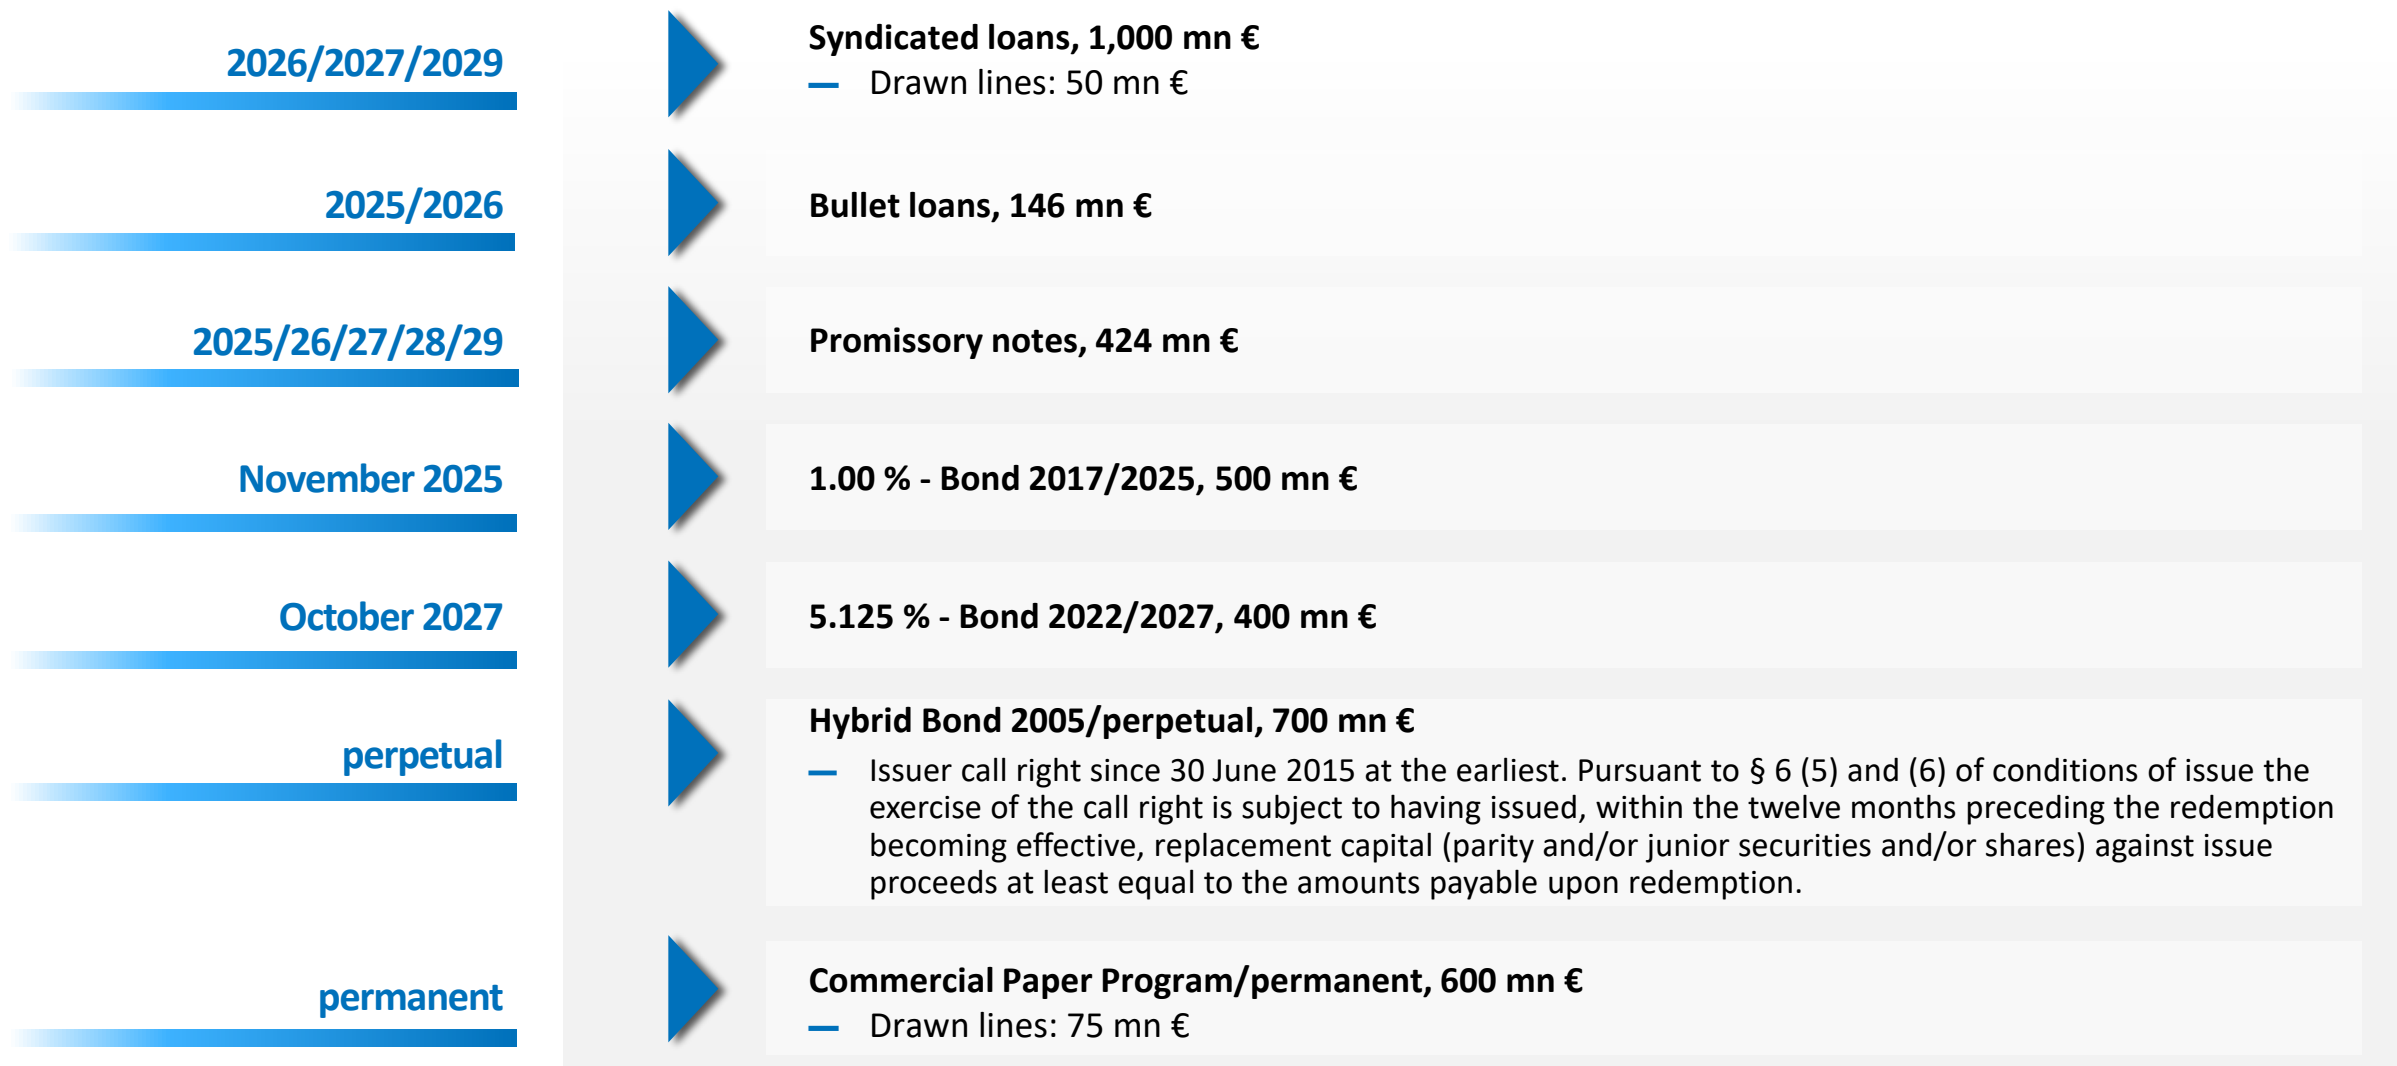 2026/2027/2029
Syndicated loans, 1,000 mn €
— Drawn lines: 50 mn €
2025/2026
Bullet loans, 146 mn €
2025/26/27/28/29
Promissory notes, 424 mn €
November 2025
1.00 % - Bond 2017/2025, 500 mn €
October 2027
5.125 % - Bond 2022/2027, 400 mn €
perpetual
Hybrid Bond 2005/perpetual, 700 mn €
— Issuer call right since 30 June 2015 at the earliest. Pursuant to § 6 (5) and (6) of conditions of issue the
exercise of the call right is subject to having issued, within the twelve months preceding the redemption
becoming effective, replacement capital (parity and/or junior securities and/or shares) against issue
proceeds at least equal to the amounts payable upon redemption.
permanent
Commercial Paper Program/permanent, 600 mn €
— Drawn lines: 75 mn €